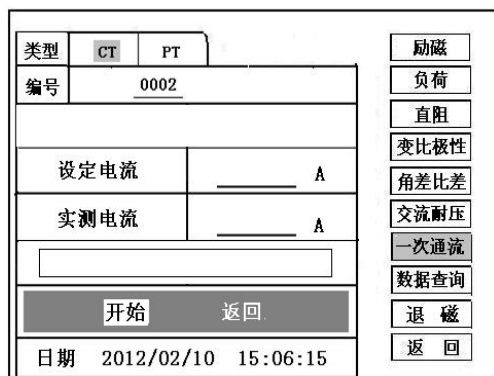 类型 CT PT
编号 0002
设定电流 ______ A
实测电流 ______ A
开始 返回
日期 2012/02/10 15:06:15
励磁
负荷
直阻
变比极性
角差比差
交流耐压
一次通流
数据查询
退 磁
返 回